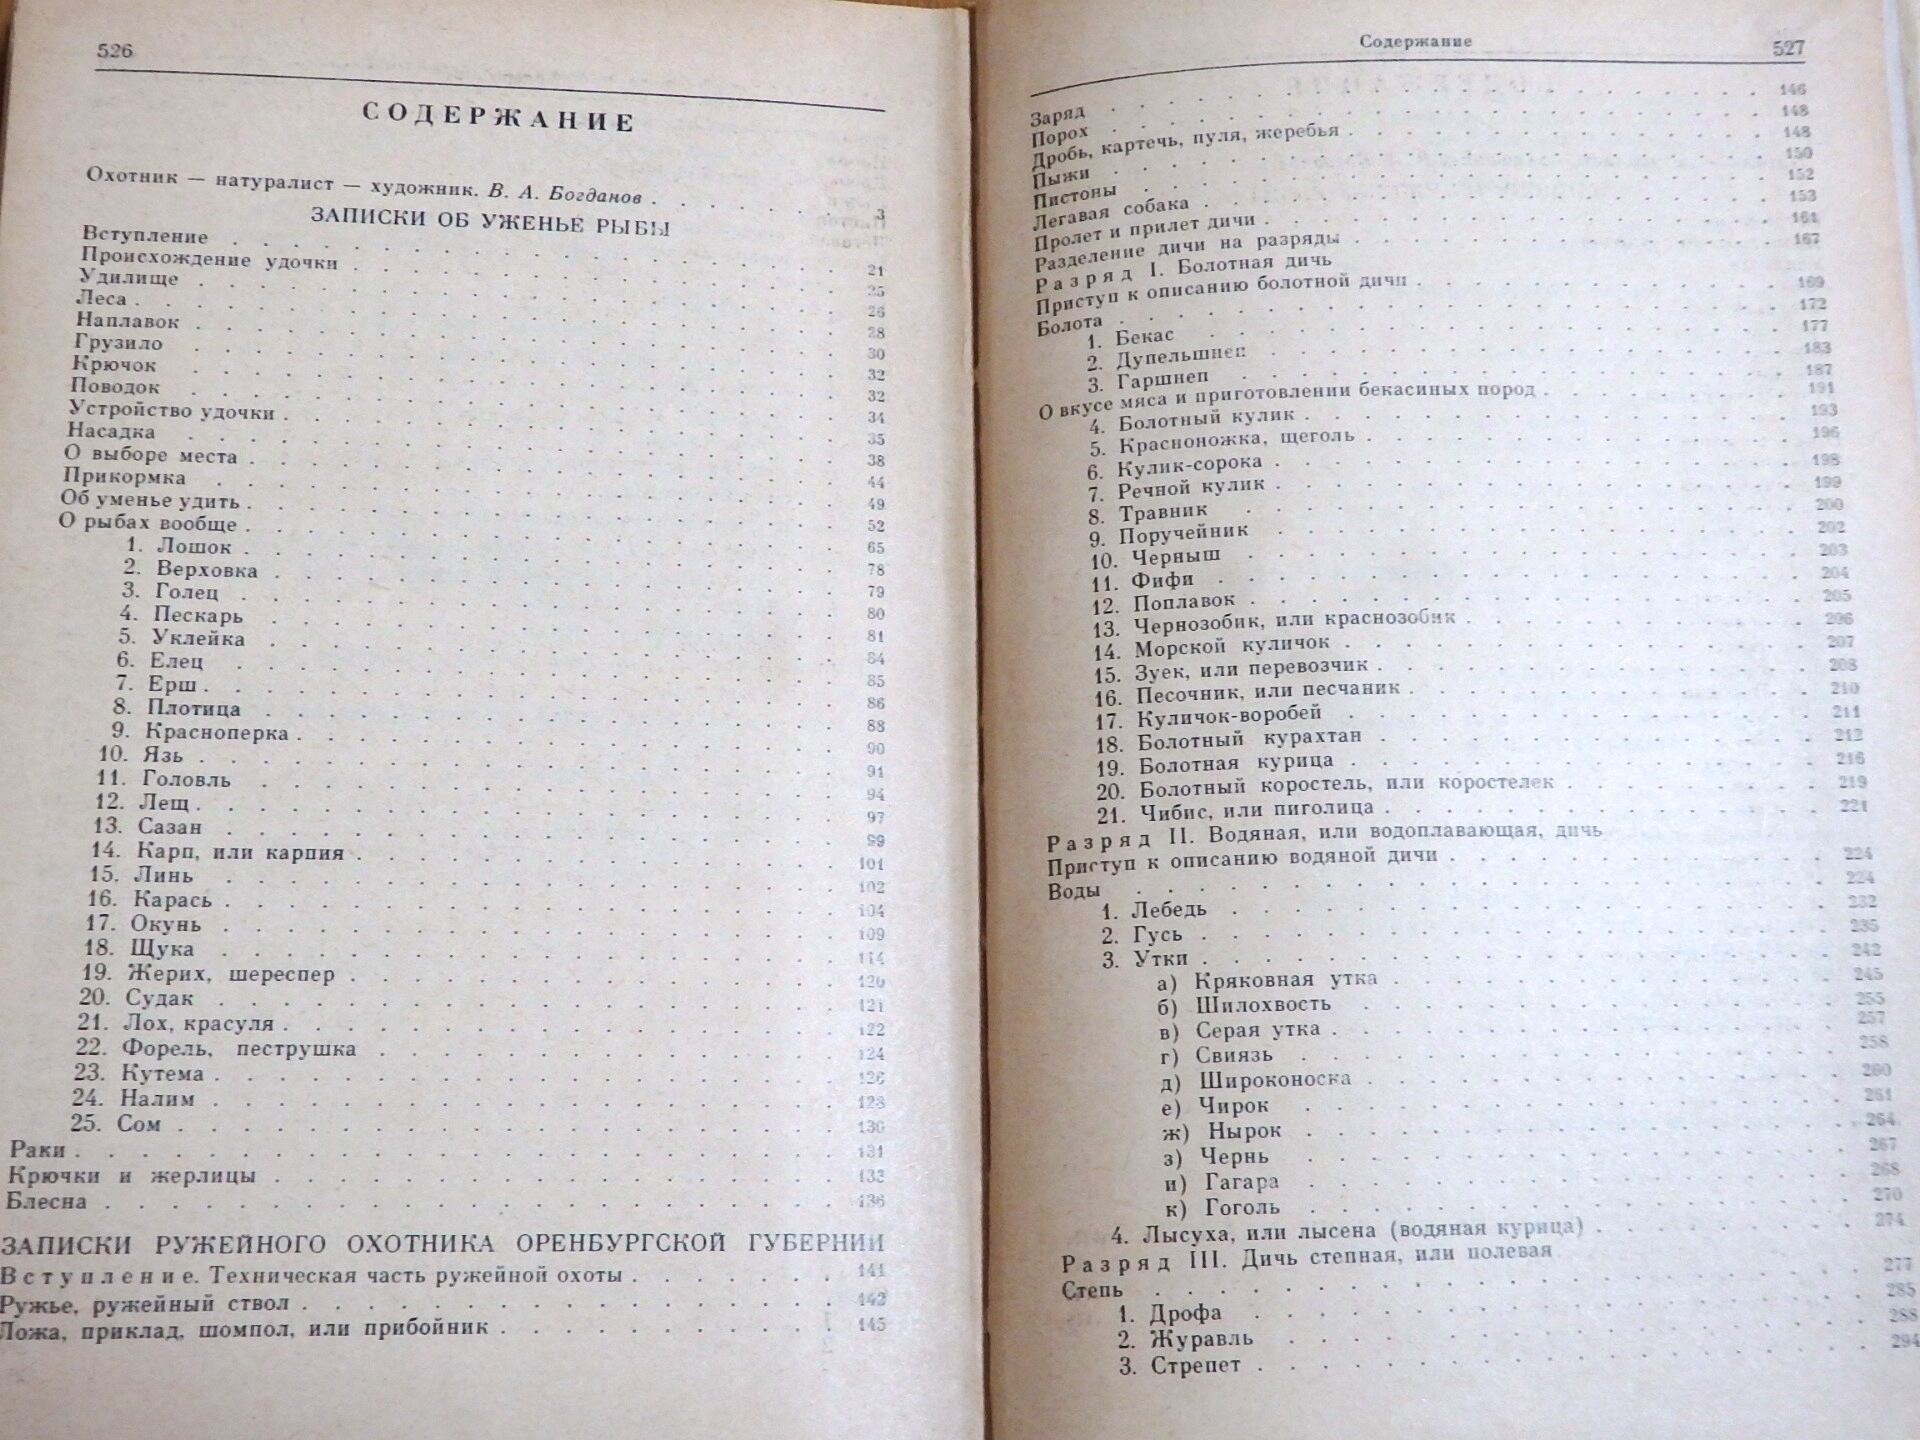 526
СОДЕРЖАНИЕ
Охотник — натуралист — художник. В. А. Богданов . . . . . . 3
ЗАПИСКИ ОБ УЖЕНЬЕ РЫБЫ
Вступление . . . . . . 21
Происхождение удочки . . . . . . 25
Удилище . . . . . . 26
Леса . . . . . . 28
Наплавок . . . . . . 30
Грузило . . . . . . 32
Крючок . . . . . . 32
Поводок . . . . . . 34
Устройство удочки . . . . . . 35
Насадка . . . . . . 38
О выборе места . . . . . . 44
Прикормка . . . . . . 49
Об уменье удить . . . . . . 52
О рыбах вообще . . . . . . 65
1. Лошок . . . . . . 78
2. Верховка . . . . . . 79
3. Голец . . . . . . 80
4. Пескарь . . . . . . 81
5. Уклейка . . . . . . 84
6. Елец . . . . . . 85
7. Ерш . . . . . . 86
8. Плотица . . . . . . 88
9. Красноперка . . . . . . 90
10. Язь . . . . . . 91
11. Головль . . . . . . 94
12. Лещ . . . . . . 97
13. Сазан . . . . . . 99
14. Карп, или карпия . . . . . . 101
15. Линь . . . . . . 102
16. Карась . . . . . . 104
17. Окунь . . . . . . 109
18. Щука . . . . . . 114
19. Жерих, шереспер . . . . . . 120
20. Судак . . . . . . 121
21. Лох, красуля . . . . . . 122
22. Форель, пеструшка . . . . . . 124
23. Кутема . . . . . . 126
24. Налим . . . . . . 128
25. Сом . . . . . . 130
Раки . . . . . . 131
Крючки и жерлицы . . . . . . 133
Блесна . . . . . . 136
ЗАПИСКИ РУЖЕЙНОГО ОХОТНИКА ОРЕНБУРГСКОЙ ГУБЕРНИИ
Вступление. Техническая часть ружейной охоты . . . . . . 141
Ружье, ружейный ствол . . . . . . 142
Ложа, приклад, шомпол, или прибойник . . . . . . 145
Содержание 527
Заряд . . . . . . 146
Порох . . . . . . 148
Дробь, картечь, пуля, жеребья . . . . . . 148
Пыжи . . . . . . 150
Пистоны . . . . . . 152
Легавая собака . . . . . . 153
Пролет и прилет дичи . . . . . . 161
Разделение дичи на разряды . . . . . . 167
Разряд I. Болотная дичь
Приступ к описанию болотной дичи . . . . . . 169
Болота . . . . . . 172
1. Бекас . . . . . . 177
2. Дупельшнеп . . . . . . 183
3. Гаршнеп . . . . . . 187
О вкусе мяса и приготовлении бекасиных пород . . . . . . 191
4. Болотный кулик . . . . . . 193
5. Красноножка, щеголь . . . . . . 196
6. Кулик-сорока . . . . . . 198
7. Речной кулик . . . . . . 199
8. Травник . . . . . . 200
9. Поручейник . . . . . . 202
10. Черныш . . . . . . 203
11. Фифи . . . . . . 204
12. Поплавок . . . . . . 205
13. Чернозобик, или краснозобик . . . . . . 206
14. Морской куличок . . . . . . 207
15. Зуек, или перевозчик . . . . . . 208
16. Песочник, или песчаник . . . . . . 210
17. Куличок-воробей . . . . . . 211
18. Болотный курахтан . . . . . . 212
19. Болотная курица . . . . . . 216
20. Болотный коростель, или коростелек . . . . . . 219
21. Чибис, или пиголица . . . . . . 221
Разряд II. Водяная, или водоплавающая, дичь
Приступ к описанию водяной дичи . . . . . . 224
Воды . . . . . . 224
1. Лебедь . . . . . . 232
2. Гусь . . . . . . 235
3. Утки . . . . . . 242
а) Кряковная утка . . . . . . 245
б) Шилохвость . . . . . . 255
в) Серая утка . . . . . . 257
г) Свиязь . . . . . . 258
д) Широконоска . . . . . . 260
е) Чирок . . . . . . 261
ж) Нырок . . . . . . 264
з) Чернь . . . . . . 267
и) Гагара . . . . . . 268
к) Гоголь . . . . . . 270
4. Лысуха, или лысена (водяная курица) . . . . . . 274
Разряд III. Дичь степная, или полевая
Степь . . . . . . 277
1. Дрофа . . . . . . 285
2. Журавль . . . . . . 288
3. Стрепет . . . . . . 294